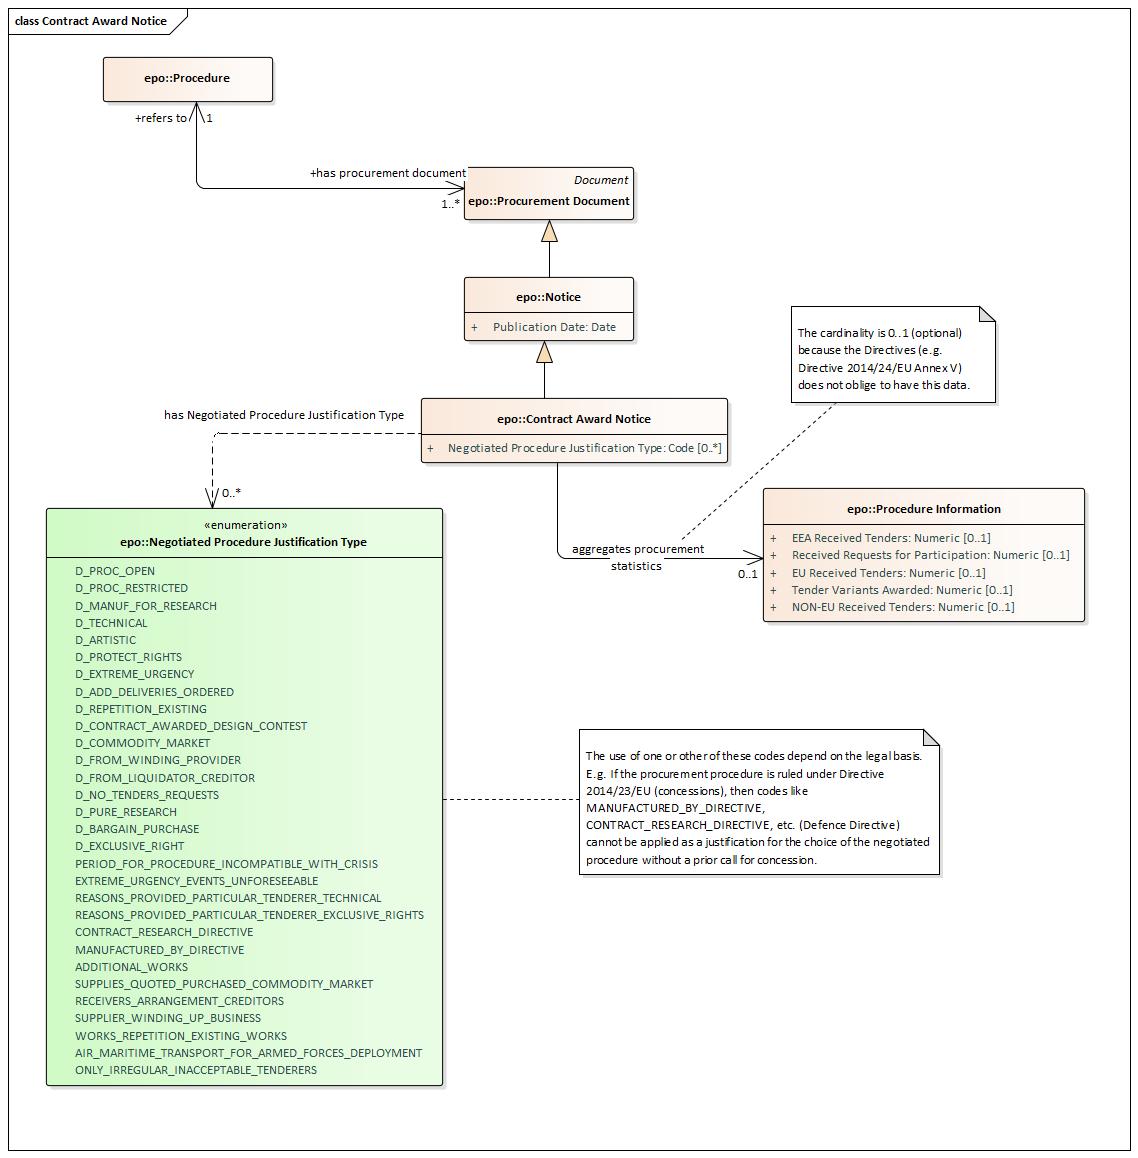 class Contract Award Notice
epo::Procedure
+refers to
1
+has procurement document
1..*
Document
epo::Procurement Document
epo::Notice
+ Publication Date: Date
The cardinality is 0..1 (optional)
because the Directives (e.g.
Directive 2014/24/EU Annex V)
does not oblige to have this data.
has Negotiated Procedure Justification Type
0..*
epo::Contract Award Notice
+ Negotiated Procedure Justification Type: Code [0..*]
aggregates procurement
statistics
0..1
epo::Procedure Information
+ EEA Received Tenders: Numeric [0..1]
+ Received Requests for Participation: Numeric [0..1]
+ EU Received Tenders: Numeric [0..1]
+ Tender Variants Awarded: Numeric [0..1]
+ NON-EU Received Tenders: Numeric [0..1]
«enumeration»
epo::Negotiated Procedure Justification Type
D_PROC_OPEN
D_PROC_RESTRICTED
D_MANUF_FOR_RESEARCH
D_TECHNICAL
D_ARTISTIC
D_PROTECT_RIGHTS
D_EXTREME_URGENCY
D_ADD_DELIVERIES_ORDERED
D_REPETITION_EXISTING
D_CONTRACT_AWARDED_DESIGN_CONTEST
D_COMMODITY_MARKET
D_FROM_WINDING_PROVIDER
D_FROM_LIQUIDATOR_CREDITOR
D_NO_TENDERS_REQUESTS
D_PURE_RESEARCH
D_BARGAIN_PURCHASE
D_EXCLUSIVE_RIGHT
PERIOD_FOR_PROCEDURE_INCOMPATIBLE_WITH_CRISIS
EXTREME_URGENCY_EVENTS_UNFORESEEABLE
REASONS_PROVIDED_PARTICULAR_TENDERER_TECHNICAL
REASONS_PROVIDED_PARTICULAR_TENDERER_EXCLUSIVE_RIGHTS
CONTRACT_RESEARCH_DIRECTIVE
MANUFACTURED_BY_DIRECTIVE
ADDITIONAL_WORKS
SUPPLIES_QUOTED_PURCHASED_COMMODITY_MARKET
RECEIVERS_ARRANGEMENT_CREDITORS
SUPPLIER_WINDING_UP_BUSINESS
WORKS_REPETITION_EXISTING_WORKS
AIR_MARITIME_TRANSPORT_FOR_ARMED_FORCES_DEPLOYMENT
ONLY_IRREGULAR_INACCEPTABLE_TENDERERS
The use of one or other of these codes depend on the legal basis.
E.g. If the procurement procedure is ruled under Directive
2014/23/EU (concessions), then codes like
MANUFACTURED_BY_DIRECTIVE,
CONTRACT_RESEARCH_DIRECTIVE, etc. (Defence Directive)
cannot be applied as a justification for the choice of the negotiated
procedure without a prior call for concession.